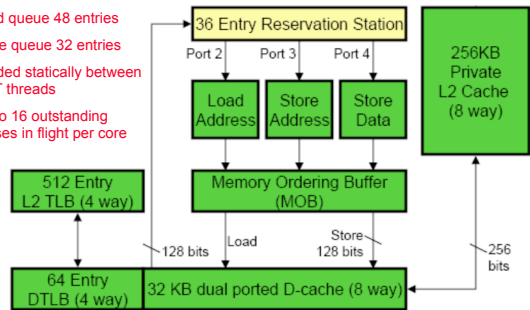 d queue 48 entries
e queue 32 entries
ded statically between
T threads
o 16 outstanding
ses in flight per core
36 Entry Reservation Station
Port 2
Port 3
Port 4
Load
Address
Store
Address
Store
Data
256KB
Private
L2 Cache
(8 way)
512 Entry
L2 TLB (4 way)
Memory Ordering Buffer
(MOB)
128 bits
Load
Store
128 bits
256
bits
64 Entry
DTLB (4 way)
32 KB dual ported D-cache (8 way)